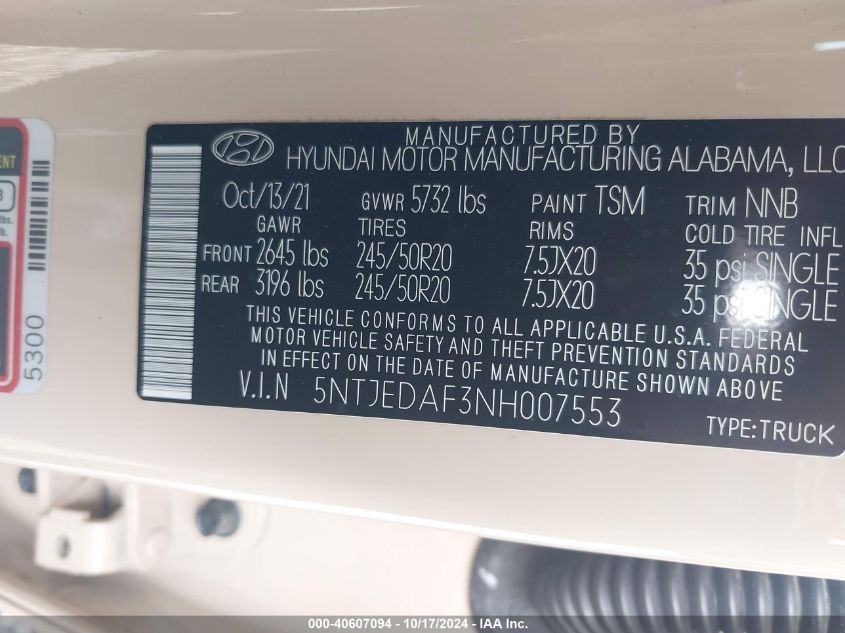 MANUFACTURED BY
HYUNDAI MOTOR MANUFACTURING ALABAMA, LLC
Oct/13/21 GVWR 5732 lbs PAINT TSM TRIM NNB
GAWR TIRES RIMS COLD TIRE INFL
FRONT 2645 lbs 245/50R20 7.5JX20 35 psi SINGLE
REAR 3196 lbs 245/50R20 7.5JX20 35 psi SINGLE
THIS VEHICLE CONFORMS TO ALL APPLICABLE U.S.A. FEDERAL
MOTOR VEHICLE SAFETY AND THEFT PREVENTION STANDARDS
IN EFFECT ON THE DATE OF MANUFACTURE SHOWN ABOVE
V.I.N 5NTJEDAF3NH007553
TYPE:TRUCK
5300
000-40607094 - 10/17/2024 - IAA Inc.